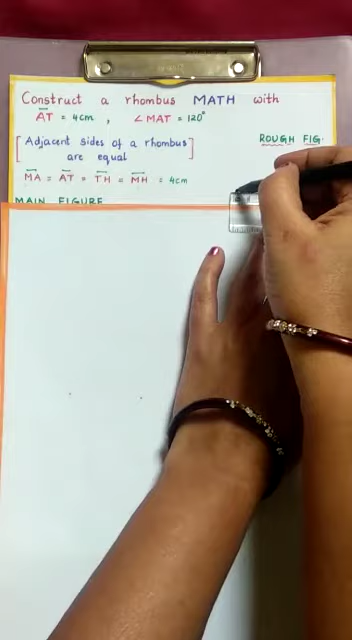 Construct a rhombus MATH with
AT = 4cm , ∠MAT = 120°
[ Adjacent sides of a rhombus are equal ]
ROUGH FIG:
MA = AT = TH = MH = 4cm
MAIN FIGURE